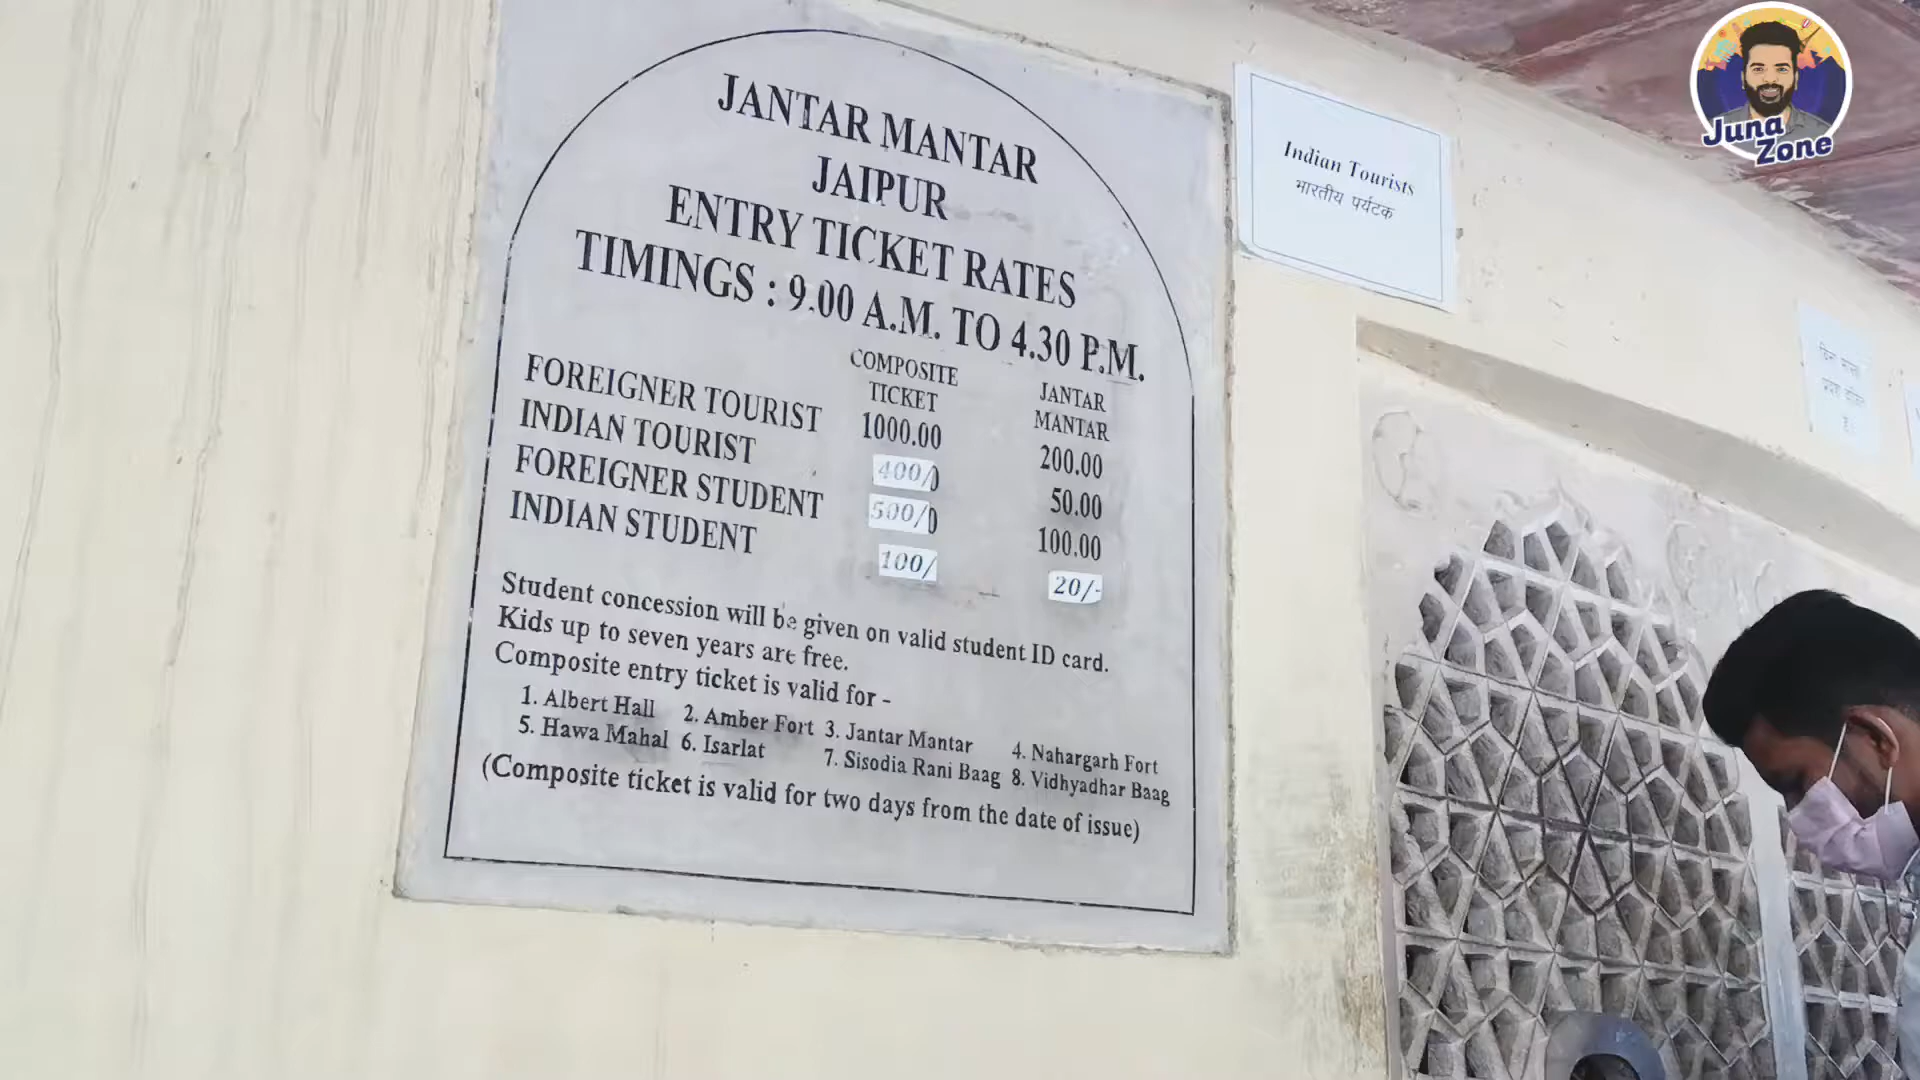 JANTAR MANTAR
JAIPUR
ENTRY TICKET RATES
TIMINGS : 9.00 A.M. TO 4.30 P.M.
COMPOSITE TICKET JANTAR MANTAR
FOREIGNER TOURIST 1000.00 200.00
INDIAN TOURIST 400/ 50.00
FOREIGNER STUDENT 500/ 100.00
INDIAN STUDENT 100/ 20/-
Student concession will be given on valid student ID card.
Kids up to seven years are free.
Composite entry ticket is valid for -
1. Albert Hall 2. Amber Fort 3. Jantar Mantar 4. Nahargarh Fort
5. Hawa Mahal 6. Isarlat 7. Sisodia Rani Baag 8. Vidhyadhar Baag
(Composite ticket is valid for two days from the date of issue)
Indian Tourists
भारतीय पर्यटक
Juna
Zone